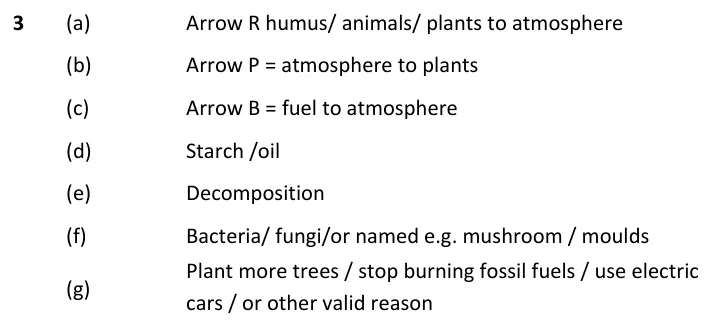 3 (a) Arrow R humus/ animals/ plants to atmosphere
(b) Arrow P = atmosphere to plants
(c) Arrow B = fuel to atmosphere
(d) Starch /oil
(e) Decomposition
(f) Bacteria/ fungi/or named e.g. mushroom / moulds
(g) Plant more trees / stop burning fossil fuels / use electric
cars / or other valid reason